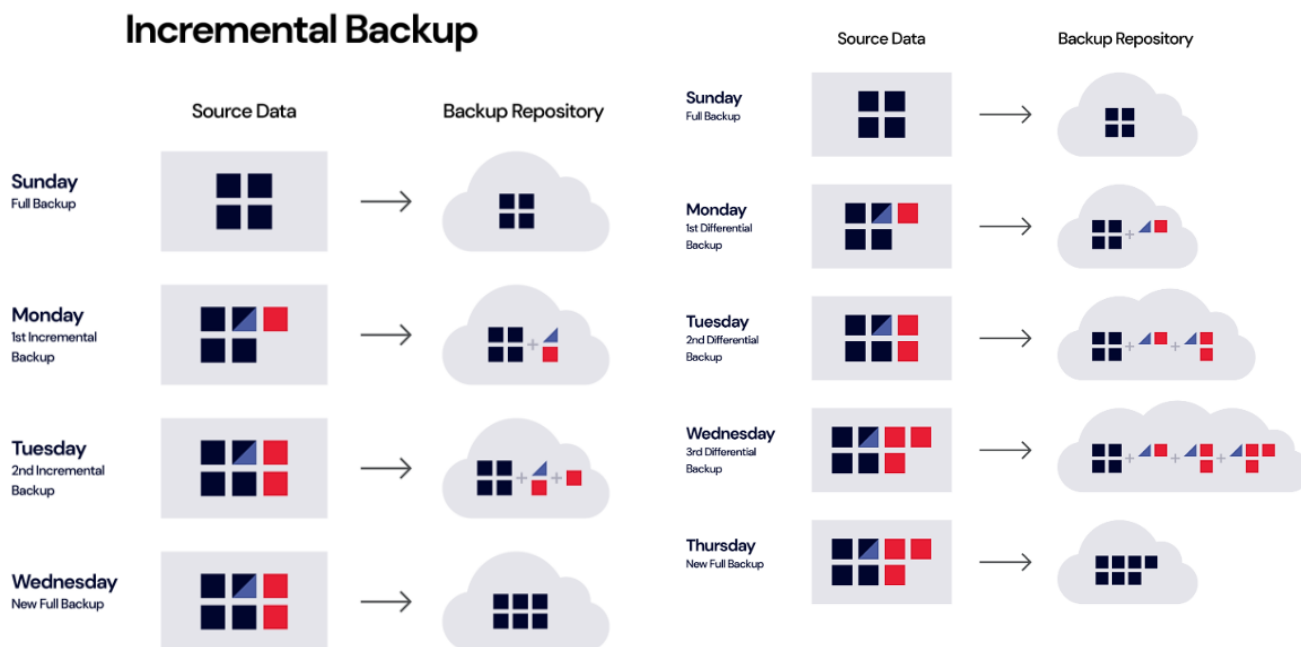 Incremental Backup
Source Data
Backup Repository
Sunday
Full Backup
Monday
1st Incremental
Backup
Tuesday
2nd Incremental
Backup
Wednesday
New Full Backup
Source Data
Backup Repository
Sunday
Full Backup
Monday
1st Differential
Backup
Tuesday
2nd Differential
Backup
Wednesday
3rd Differential
Backup
Thursday
New Full Backup